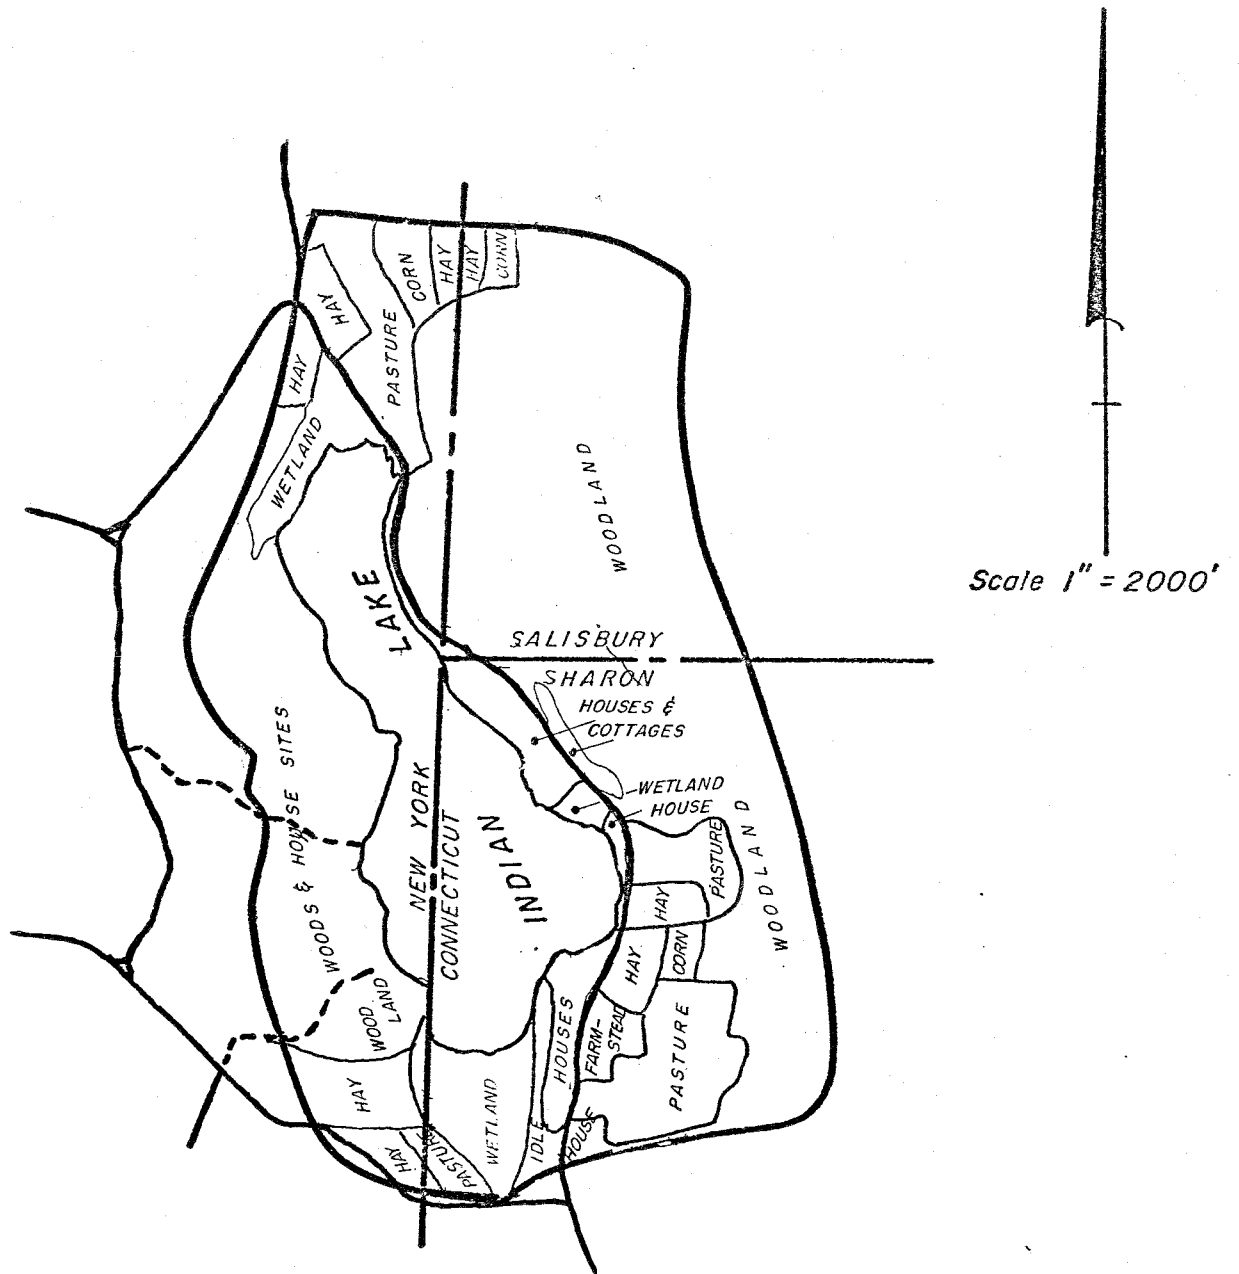 CORN
HAY
HAY
CORN
HAY
PASTURE
HAY
WETLAND
WOODLAND
Scale 1" = 2000'
LAKE
SALISBURY
SHARON
HOUSES &
COTTAGES
WETLAND
HOUSE
WOODS & HOUSE SITES
NEW YORK
CONNECTICUT
INDIAN
PASTURE
WOODLAND
HAY
HAY
CORN
WOOD
LAND
HOUSES
FARM-
STEAD
PASTURE
HAY
WETLAND
IDLE
HOUSE
HAY
PASTURE